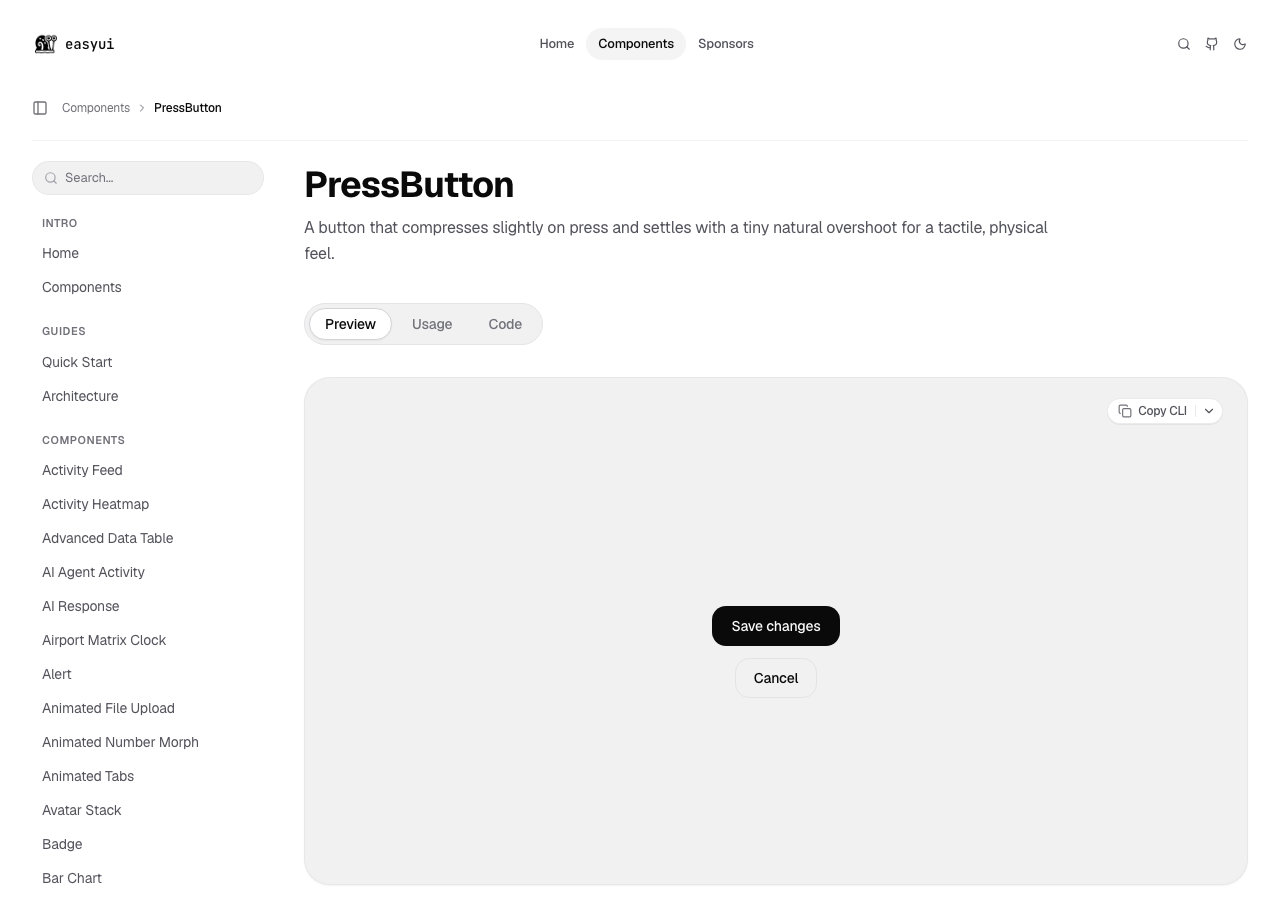 easyui
Home
Components
Sponsors
Components
PressButton
Search...
INTRO
Home
Components
GUIDES
Quick Start
Architecture
COMPONENTS
Activity Feed
Activity Heatmap
Advanced Data Table
AI Agent Activity
AI Response
Airport Matrix Clock
Alert
Animated File Upload
Animated Number Morph
Animated Tabs
Avatar Stack
Badge
Bar Chart
PressButton
A button that compresses slightly on press and settles with a tiny natural overshoot for a tactile, physical
feel.
Preview
Usage
Code
Copy CLI
Save changes
Cancel